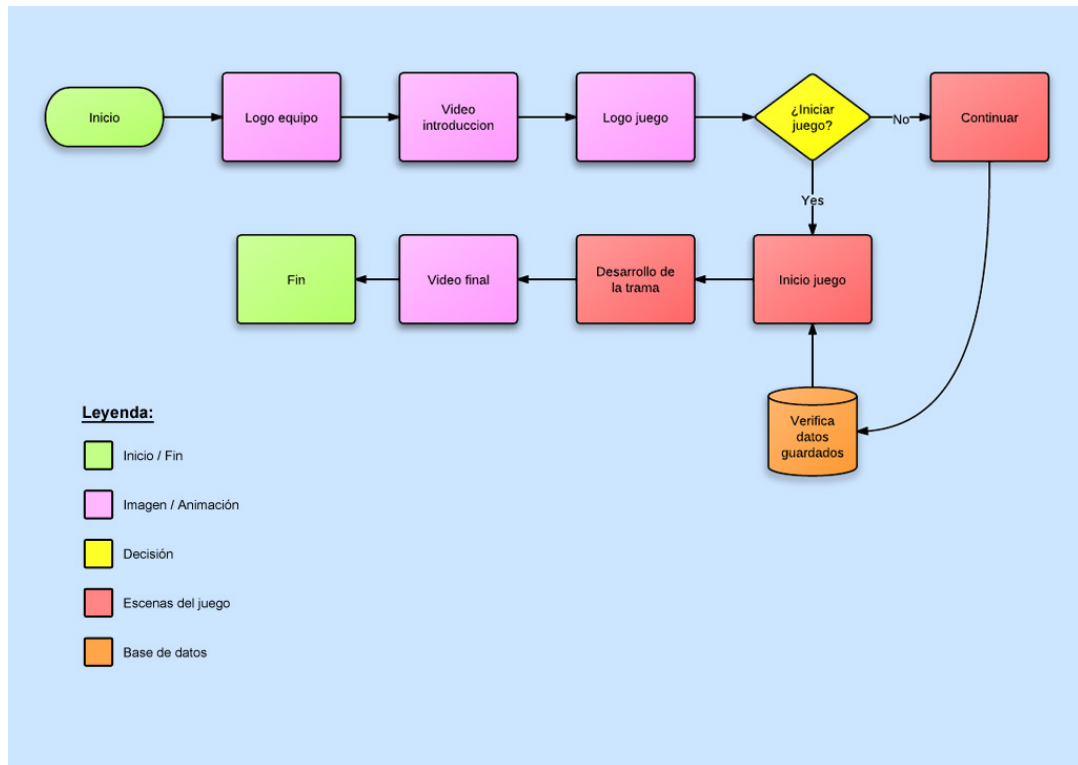 Inicio
Logo equipo
Video
introduccion
Logo juego
¿Iniciar
juego?
No
Continuar
Yes
Fin
Video final
Desarrollo de
la trama
Inicio juego
Verifica
datos
guardados
Leyenda:
Inicio / Fin
Imagen / Animación
Decisión
Escenas del juego
Base de datos